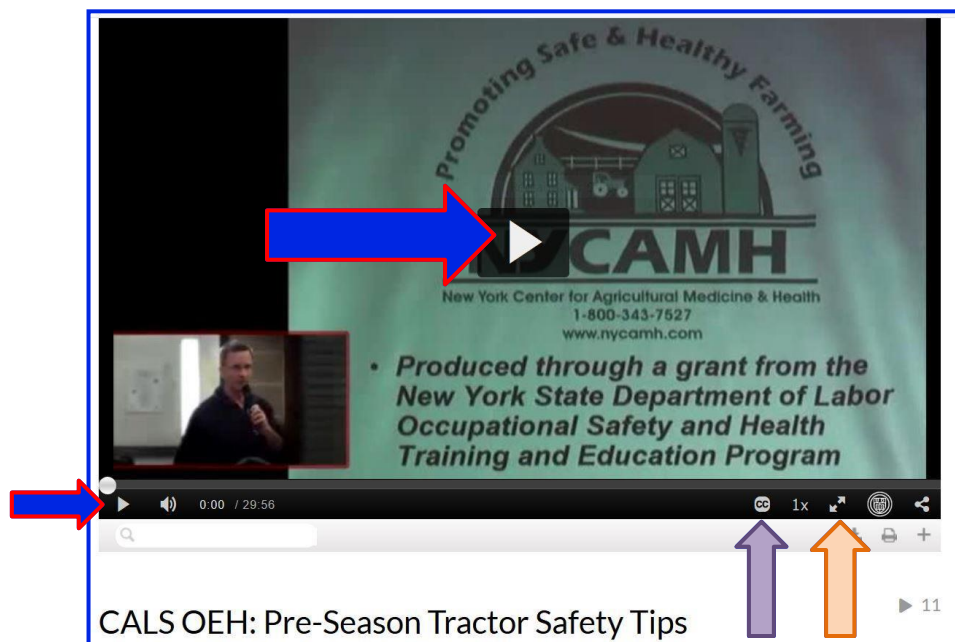 Promoting Safe & Healthy Farming
NYCAMH
New York Center for Agricultural Medicine & Health
1-800-343-7527
www.nycamh.com
• Produced through a grant from the
New York State Department of Labor
Occupational Safety and Health
Training and Education Program
0:00 / 29:56
CC 1x
CALS OEH: Pre-Season Tractor Safety Tips
11